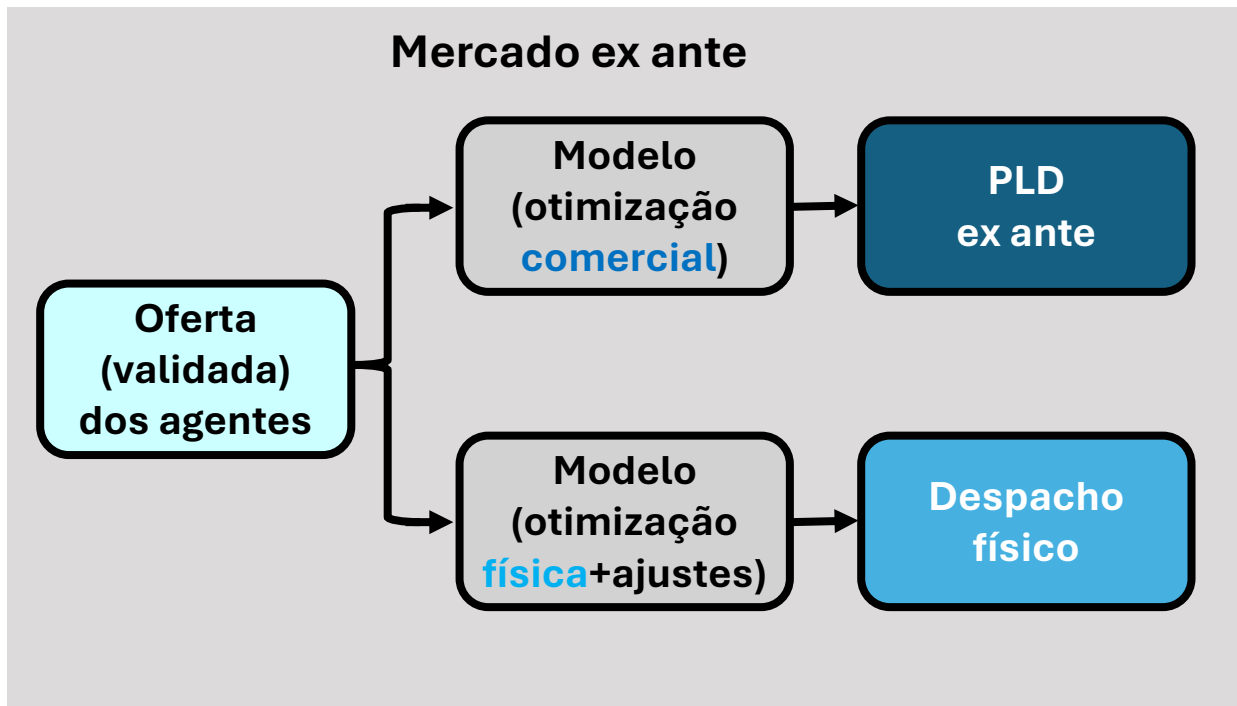 Mercado ex ante
Oferta
(validada)
dos agentes
Modelo
(otimização
comercial)
PLD
ex ante
Modelo
(otimização
física+ajustes)
Despacho
físico